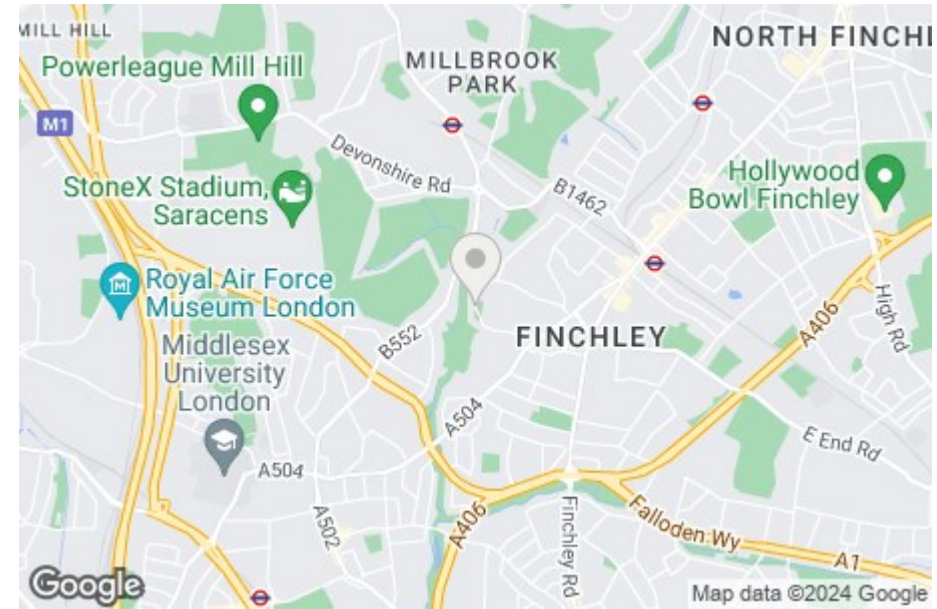 MILL HILL
Powerleague Mill Hill
MILLBROOK
PARK
NORTH FINCHL
M1
Devonshire Rd
StoneX Stadium,
Saracens
B1462
Hollywood
Bowl Finchley
Royal Air Force
Museum London
High Rd
A406
B552
FINCHLEY
Middlesex
University
London
A504
A504
E End Rd
A502
A406
Finchley Rd
Falloden Wy
A1
Google
Map data ©2024 Google